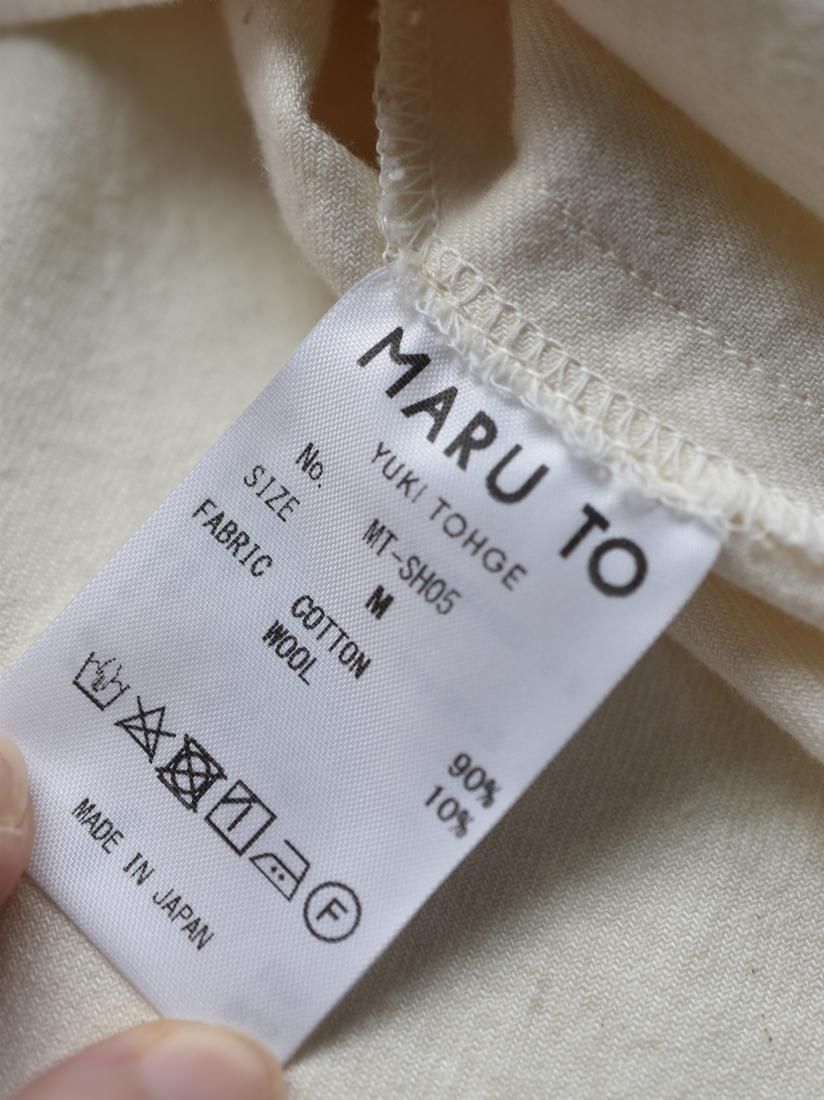 MARU TO
YUKI TOHGE
No. MT-SH05
SIZE M
FABRIC COTTON 90%
WOOL 10%
F
MADE IN JAPAN